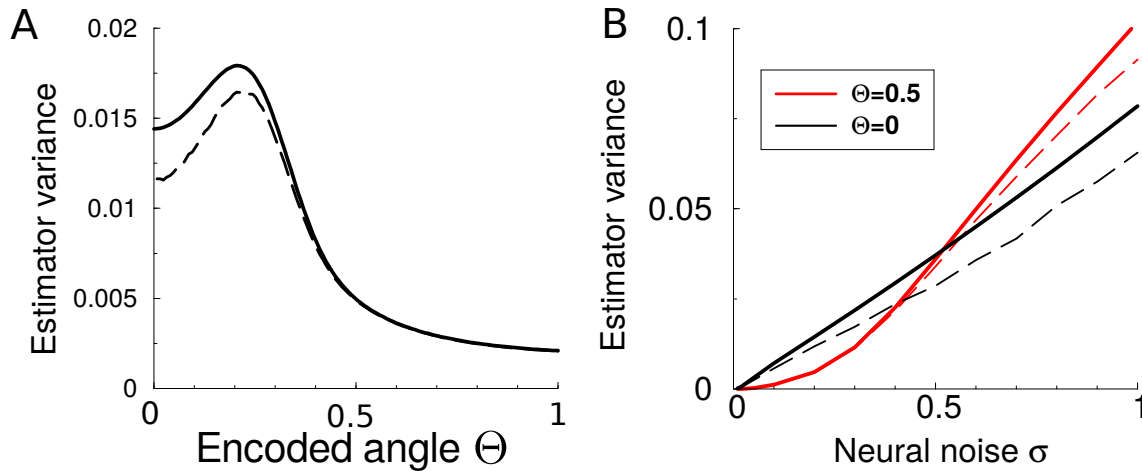 A
Estimator variance
0.02
0.015
0.01
0.005
0
0
0.5
1
Encoded angle Θ
B
Estimator variance
0.1
0.05
0
Θ=0.5
Θ=0
0
0.5
1
Neural noise σ